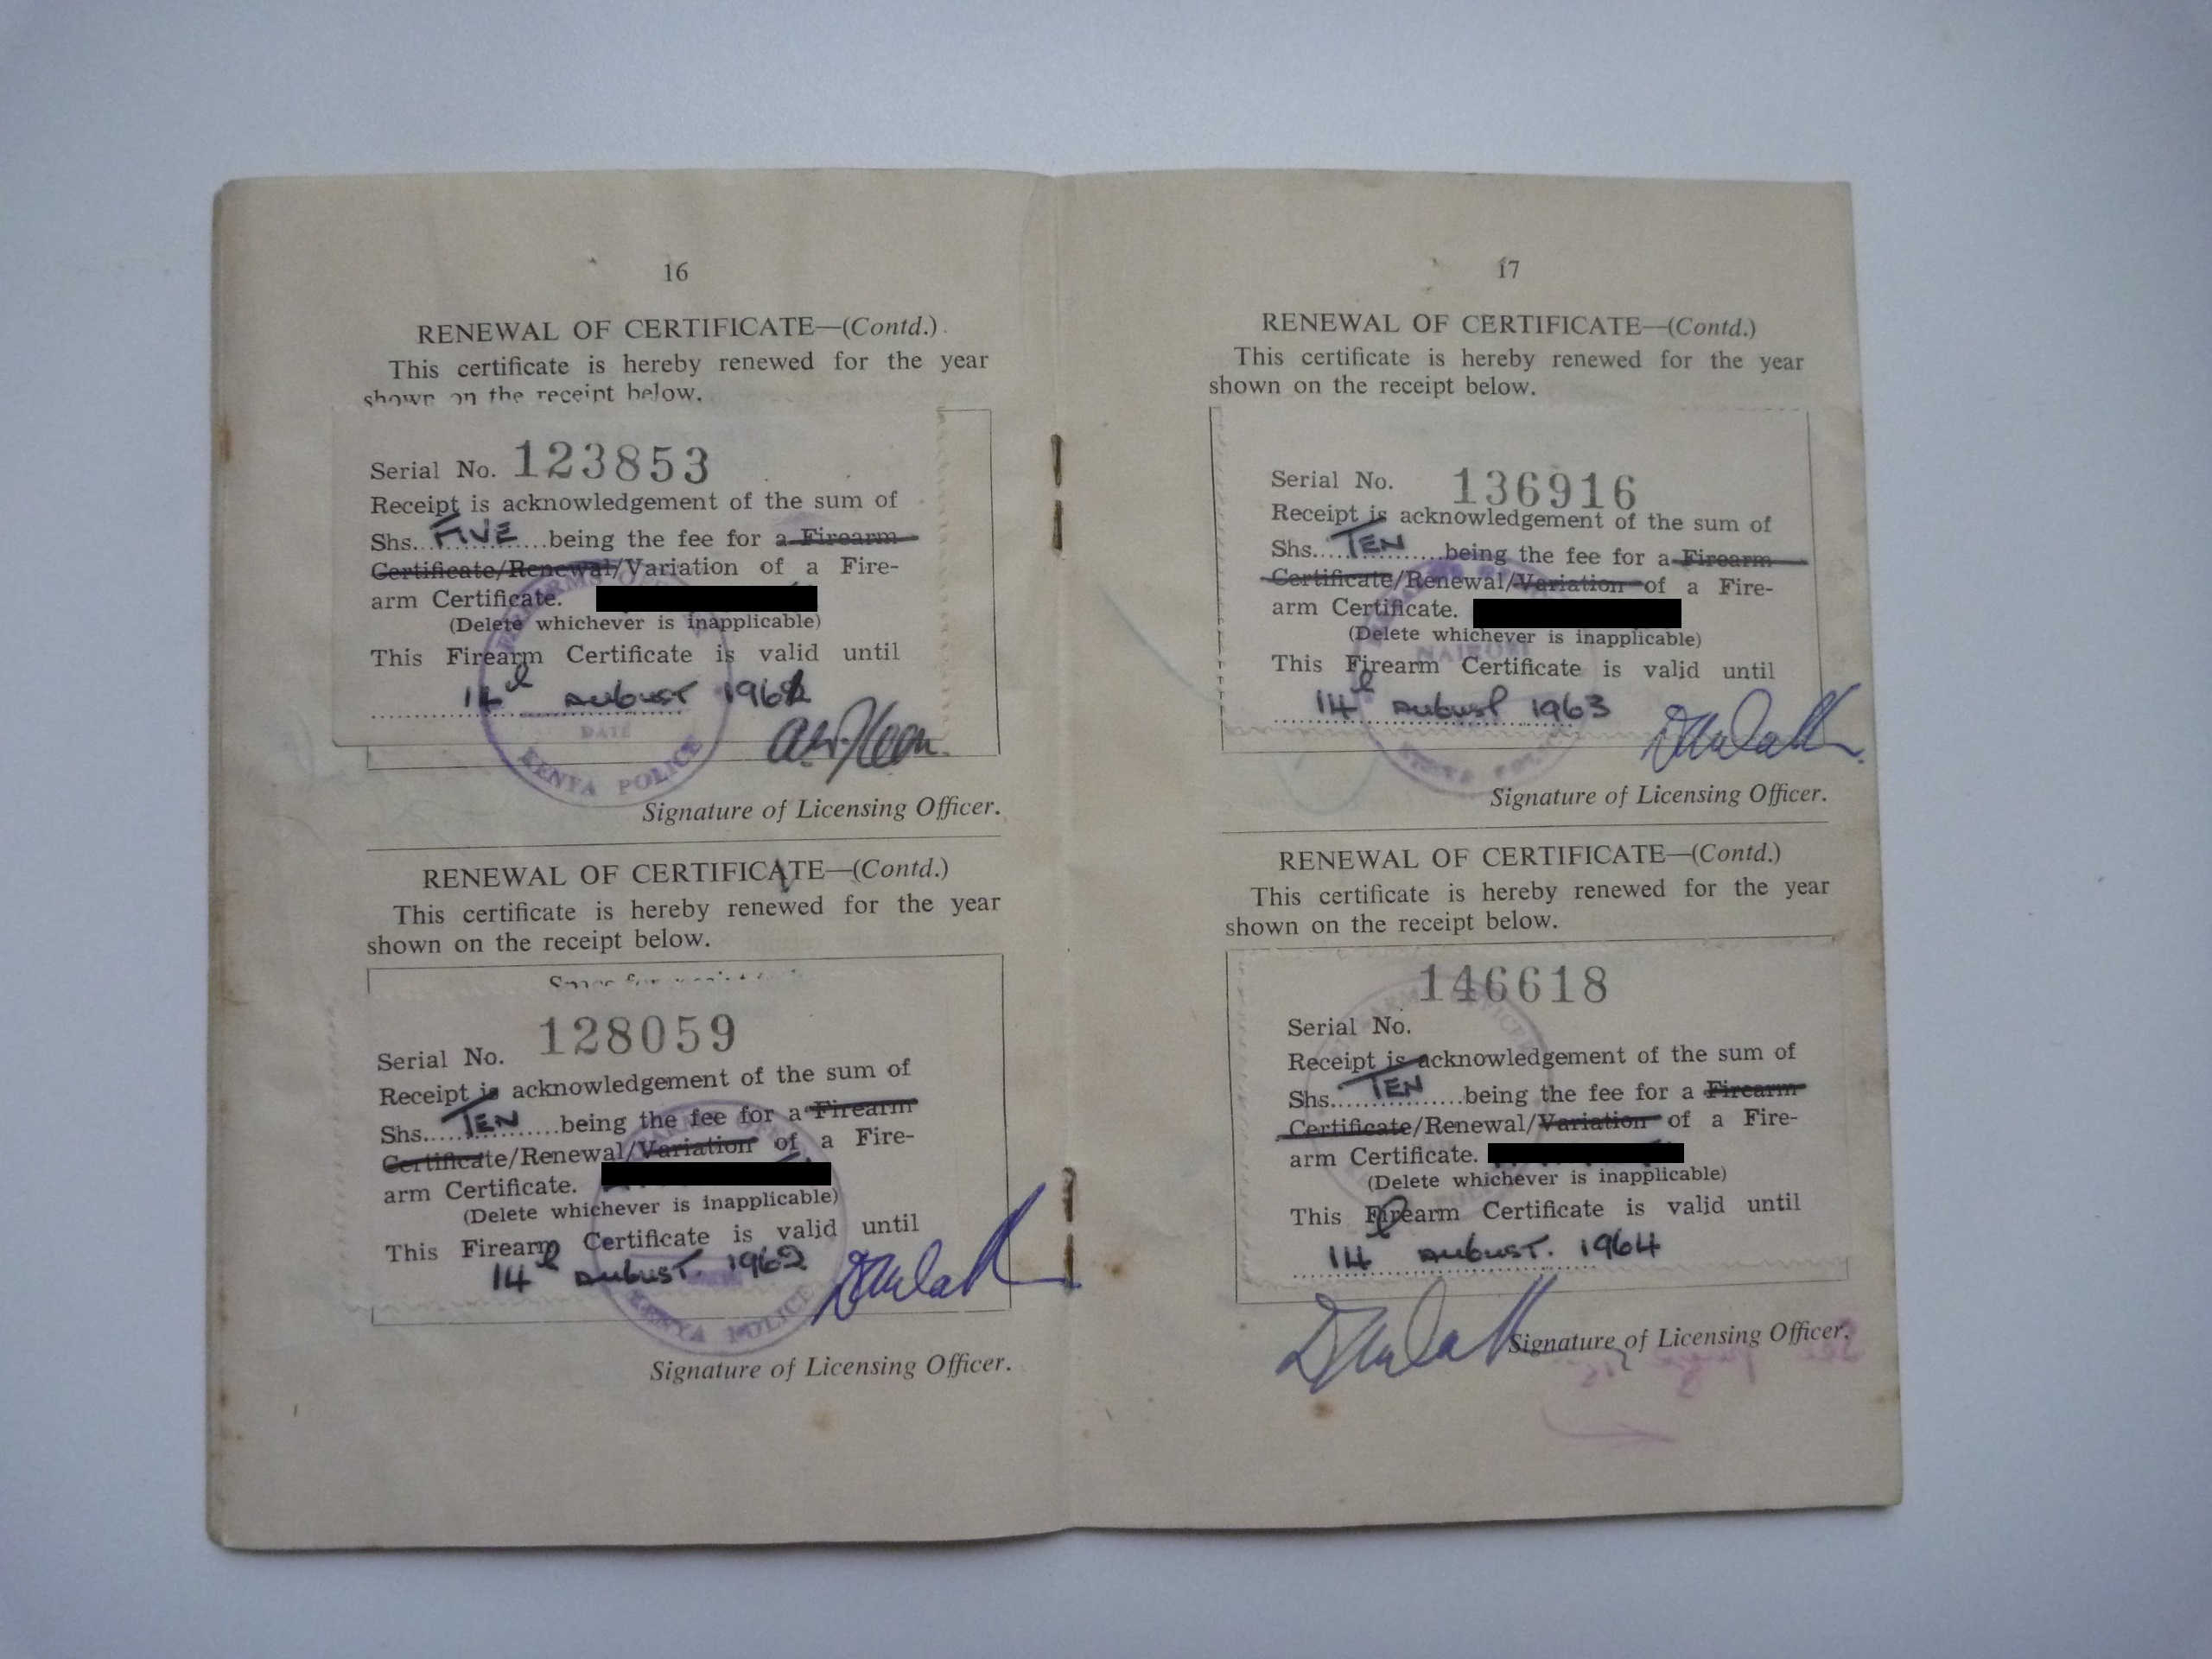 16
RENEWAL OF CERTIFICATE—(Contd.)
This certificate is hereby renewed for the year
shown on the receipt below.
Serial No. 123853
Receipt is acknowledgement of the sum of
Shs. FIVE being the fee for a Firearm
Certificate/Renewal/Variation of a Fire-
arm Certificate.
(Delete whichever is inapplicable)
This Firearm Certificate is valid until
14th AUGUST 196
DATE
KENYA POLICE
Signature of Licensing Officer.
RENEWAL OF CERTIFICATE—(Contd.)
This certificate is hereby renewed for the year
shown on the receipt below.
128059
Serial No.
Receipt is acknowledgement of the sum of
Shs. TEN being the fee for a Firearm
Certificate/Renewal/Variation of a Fire-
arm Certificate.
(Delete whichever is inapplicable)
This Firearm Certificate is valid until
14th AUGUST. 1962
KENYA POLICE
Signature of Licensing Officer.
17
RENEWAL OF CERTIFICATE—(Contd.)
This certificate is hereby renewed for the year
shown on the receipt below.
Serial No. 136916
Receipt is acknowledgement of the sum of
Shs. TEN being the fee for a Firearm
Certificate/Renewal/Variation of a Fire-
arm Certificate.
(Delete whichever is inapplicable)
NAIROBI
This Firearm Certificate is valid until
14th AUGUST 1963
Signature of Licensing Officer.
RENEWAL OF CERTIFICATE—(Contd.)
This certificate is hereby renewed for the year
shown on the receipt below.
146618
Serial No.
Receipt is acknowledgement of the sum of
Shs. TEN being the fee for a Firearm
Certificate/Renewal/Variation of a Fire-
arm Certificate.
(Delete whichever is inapplicable)
This Firearm Certificate is valid until
14th AUGUST. 1964
Signature of Licensing Officer.